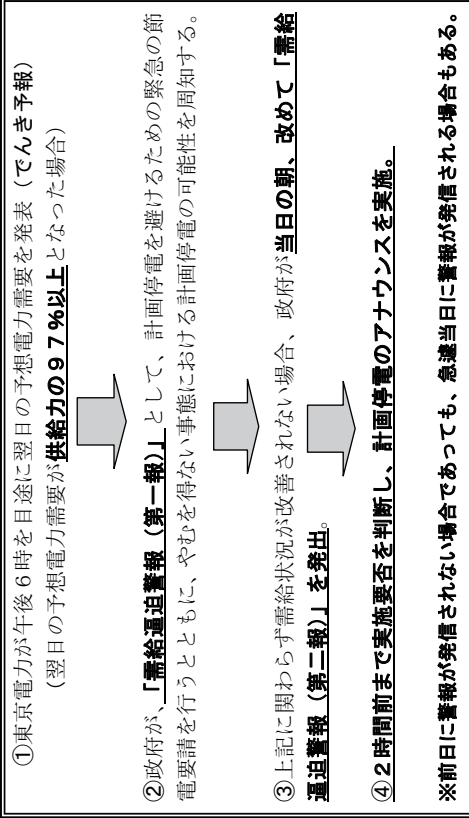 ①東京電力が午後6時を目途に翌日の予想電力需要を発表（でんき予報）
（翌日の予想電力需要が供給力の97％以上となった場合）
②政府が、「需給逼迫警報（第一報）」として、計画停電を避けるための緊急の節
電要請を行うとともに、やむを得ない事態における計画停電の可能性を周知する。
③上記に関わらず需給状況が改善されない場合、政府が当日の朝、改めて「需給
逼迫警報（第二報）」を発出。
④2時間前まで実施要否を判断し、計画停電のアナウンスを実施。
※前日に警報が発信されない場合であっても、急遽当日に警報が発信される場合もある。